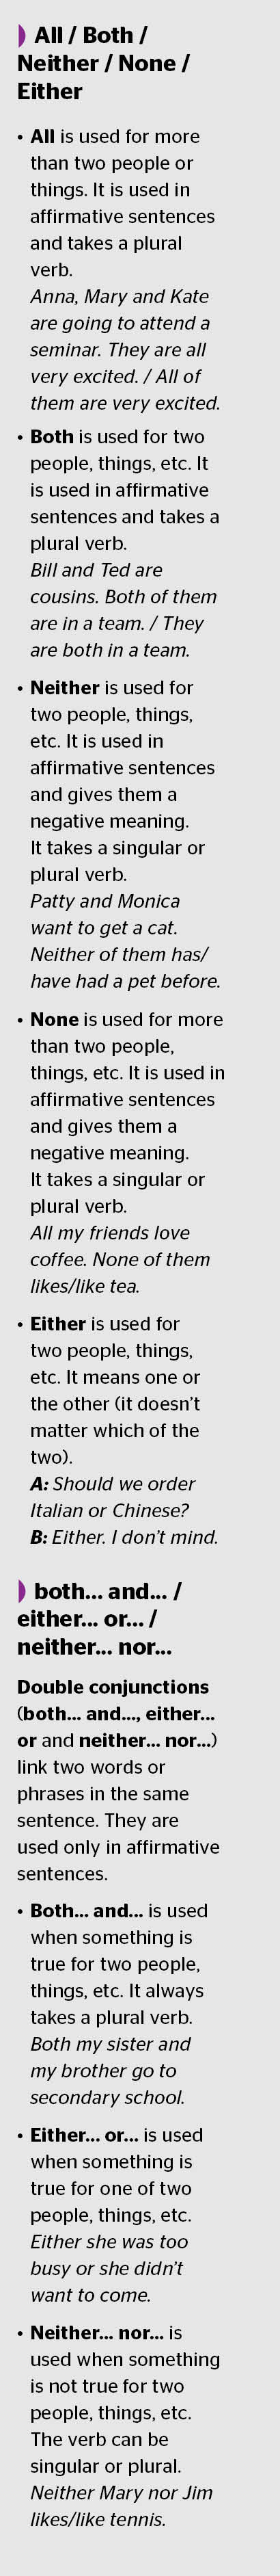 All / Both /
Neither / None /
Either
• All is used for more
than two people or
things. It is used in
affirmative sentences
and takes a plural
verb.
Anna, Mary and Kate
are going to attend a
seminar. They are all
very excited. / All of
them are very excited.
• Both is used for two
people, things, etc. It
is used in affirmative
sentences and takes a
plural verb.
Bill and Ted are
cousins. Both of them
are in a team. / They
are both in a team.
• Neither is used for
two people, things,
etc. It is used in
affirmative sentences
and gives them a
negative meaning.
It takes a singular or
plural verb.
Patty and Monica
want to get a cat.
Neither of them has/
have had a pet before.
• None is used for more
than two people,
things, etc. It is used in
affirmative sentences
and gives them a
negative meaning.
It takes a singular or
plural verb.
All my friends love
coffee. None of them
likes/like tea.
• Either is used for
two people, things,
etc. It means one or
the other (it doesn't
matter which of the
two).
A: Should we order
Italian or Chinese?
B: Either. I don't mind.
both... and... /
either... or... /
neither... nor...
Double conjunctions
(both... and..., either...
or and neither... nor...)
link two words or
phrases in the same
sentence. They are
used only in affirmative
sentences.
• Both... and... is used
when something is
true for two people,
things, etc. It always
takes a plural verb.
Both my sister and
my brother go to
secondary school.
• Either... or... is used
when something is
true for one of two
people, things, etc.
Either she was too
busy or she didn't
want to come.
• Neither... nor... is
used when something
is not true for two
people, things, etc.
The verb can be
singular or plural.
Neither Mary nor Jim
likes/like tennis.